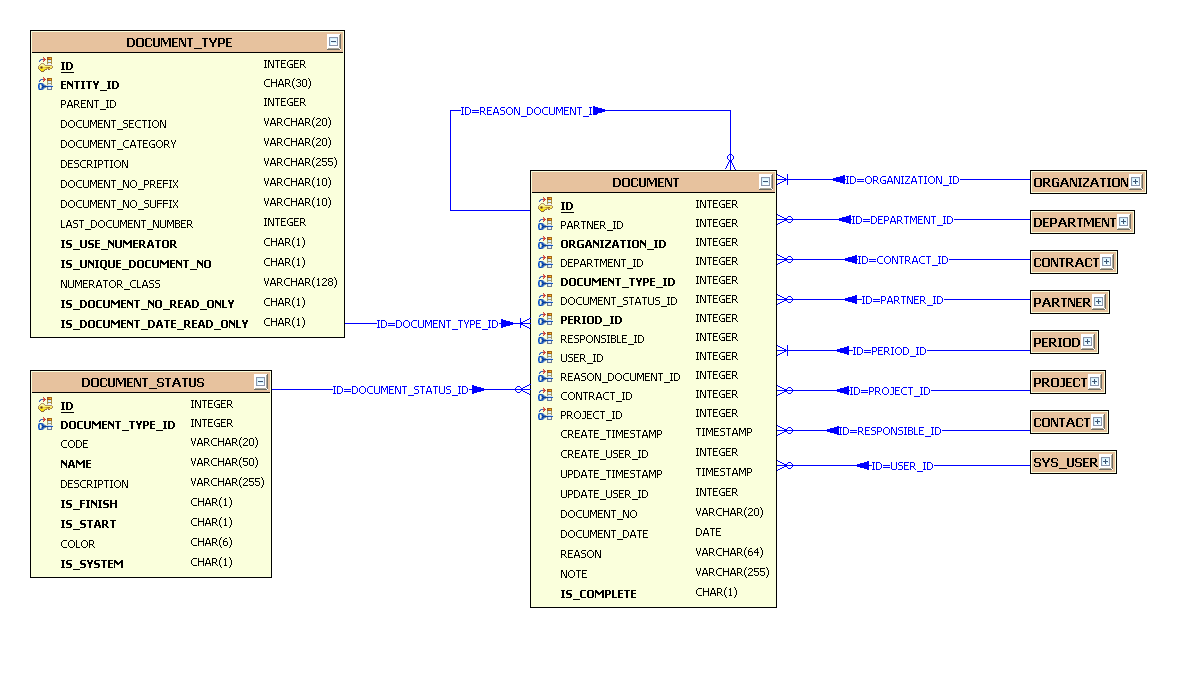 DOCUMENT_TYPE
ID INTEGER
ENTITY_ID CHAR(30)
PARENT_ID INTEGER
DOCUMENT_SECTION VARCHAR(20)
DOCUMENT_CATEGORY VARCHAR(20)
DESCRIPTION VARCHAR(255)
DOCUMENT_NO_PREFIX VARCHAR(10)
DOCUMENT_NO_SUFFIX VARCHAR(10)
LAST_DOCUMENT_NUMBER INTEGER
IS_USE_NUMERATOR CHAR(1)
IS_UNIQUE_DOCUMENT_NO CHAR(1)
NUMERATOR_CLASS VARCHAR(128)
IS_DOCUMENT_NO_READ_ONLY CHAR(1)
IS_DOCUMENT_DATE_READ_ONLY CHAR(1)
ID=DOCUMENT_TYPE_ID
DOCUMENT_STATUS
ID INTEGER
DOCUMENT_TYPE_ID INTEGER
CODE VARCHAR(20)
NAME VARCHAR(50)
DESCRIPTION VARCHAR(255)
IS_FINISH CHAR(1)
IS_START CHAR(1)
COLOR CHAR(6)
IS_SYSTEM CHAR(1)
ID=DOCUMENT_STATUS_ID
ID=REASON_DOCUMENT_I
DOCUMENT
ID INTEGER
PARTNER_ID INTEGER
ORGANIZATION_ID INTEGER
DEPARTMENT_ID INTEGER
DOCUMENT_TYPE_ID INTEGER
DOCUMENT_STATUS_ID INTEGER
PERIOD_ID INTEGER
RESPONSIBLE_ID INTEGER
USER_ID INTEGER
REASON_DOCUMENT_ID INTEGER
CONTRACT_ID INTEGER
PROJECT_ID INTEGER
CREATE_TIMESTAMP TIMESTAMP
CREATE_USER_ID INTEGER
UPDATE_TIMESTAMP TIMESTAMP
UPDATE_USER_ID INTEGER
DOCUMENT_NO VARCHAR(20)
DOCUMENT_DATE DATE
REASON VARCHAR(64)
NOTE VARCHAR(255)
IS_COMPLETE CHAR(1)
ID=ORGANIZATION_ID ORGANIZATION
ID=DEPARTMENT_ID DEPARTMENT
ID=CONTRACT_ID CONTRACT
ID=PARTNER_ID PARTNER
ID=PERIOD_ID PERIOD
ID=PROJECT_ID PROJECT
ID=RESPONSIBLE_ID CONTACT
ID=USER_ID SYS_USER